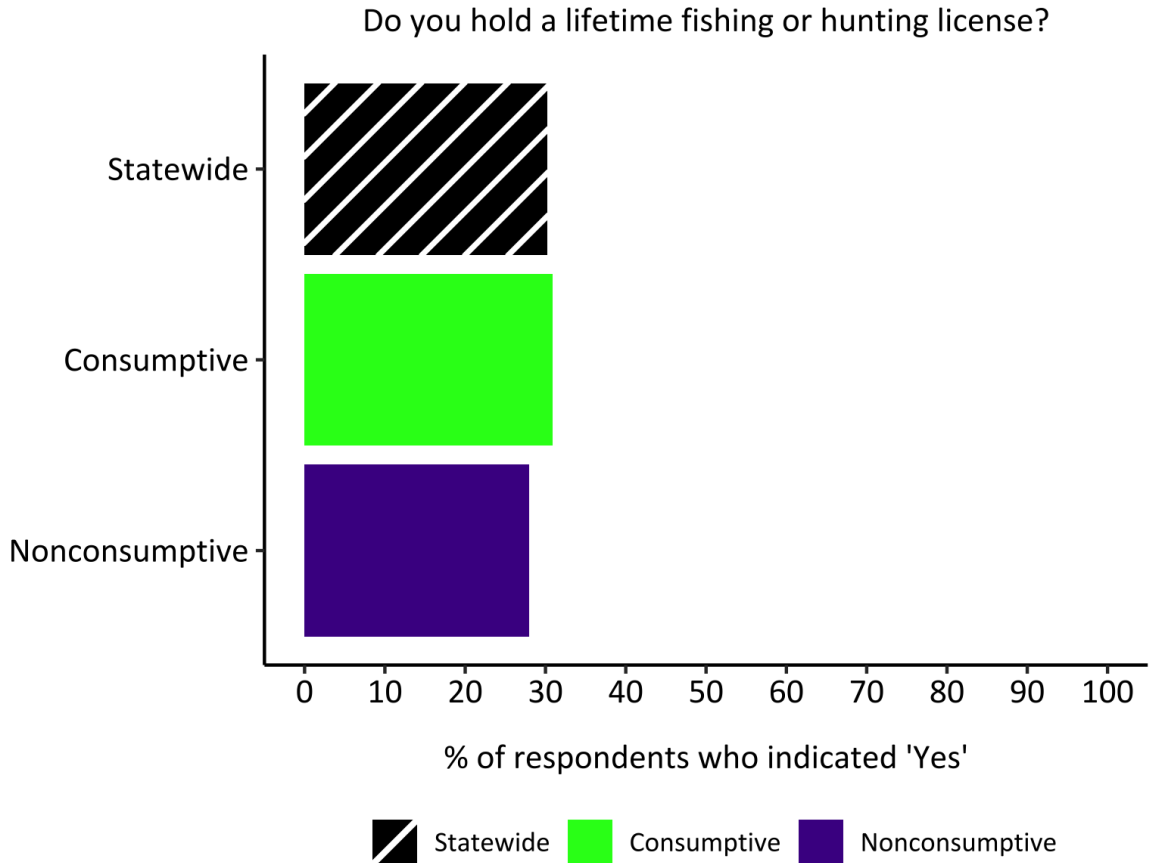 Do you hold a lifetime fishing or hunting license?
Statewide
Consumptive
Nonconsumptive
0 10 20 30 40 50 60 70 80 90 100
% of respondents who indicated 'Yes'
Statewide Consumptive Nonconsumptive